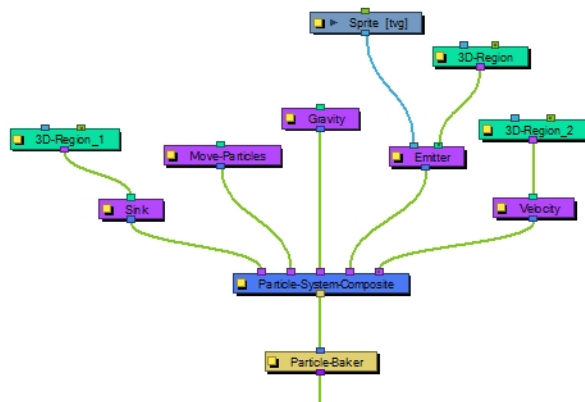 Sprite [tvg]
3D-Region
Gravity
3D-Region_1
3D-Region_2
Move-Particles
Emitter
Sink
Velocity
Particle-System-Composite
Particle-Baker